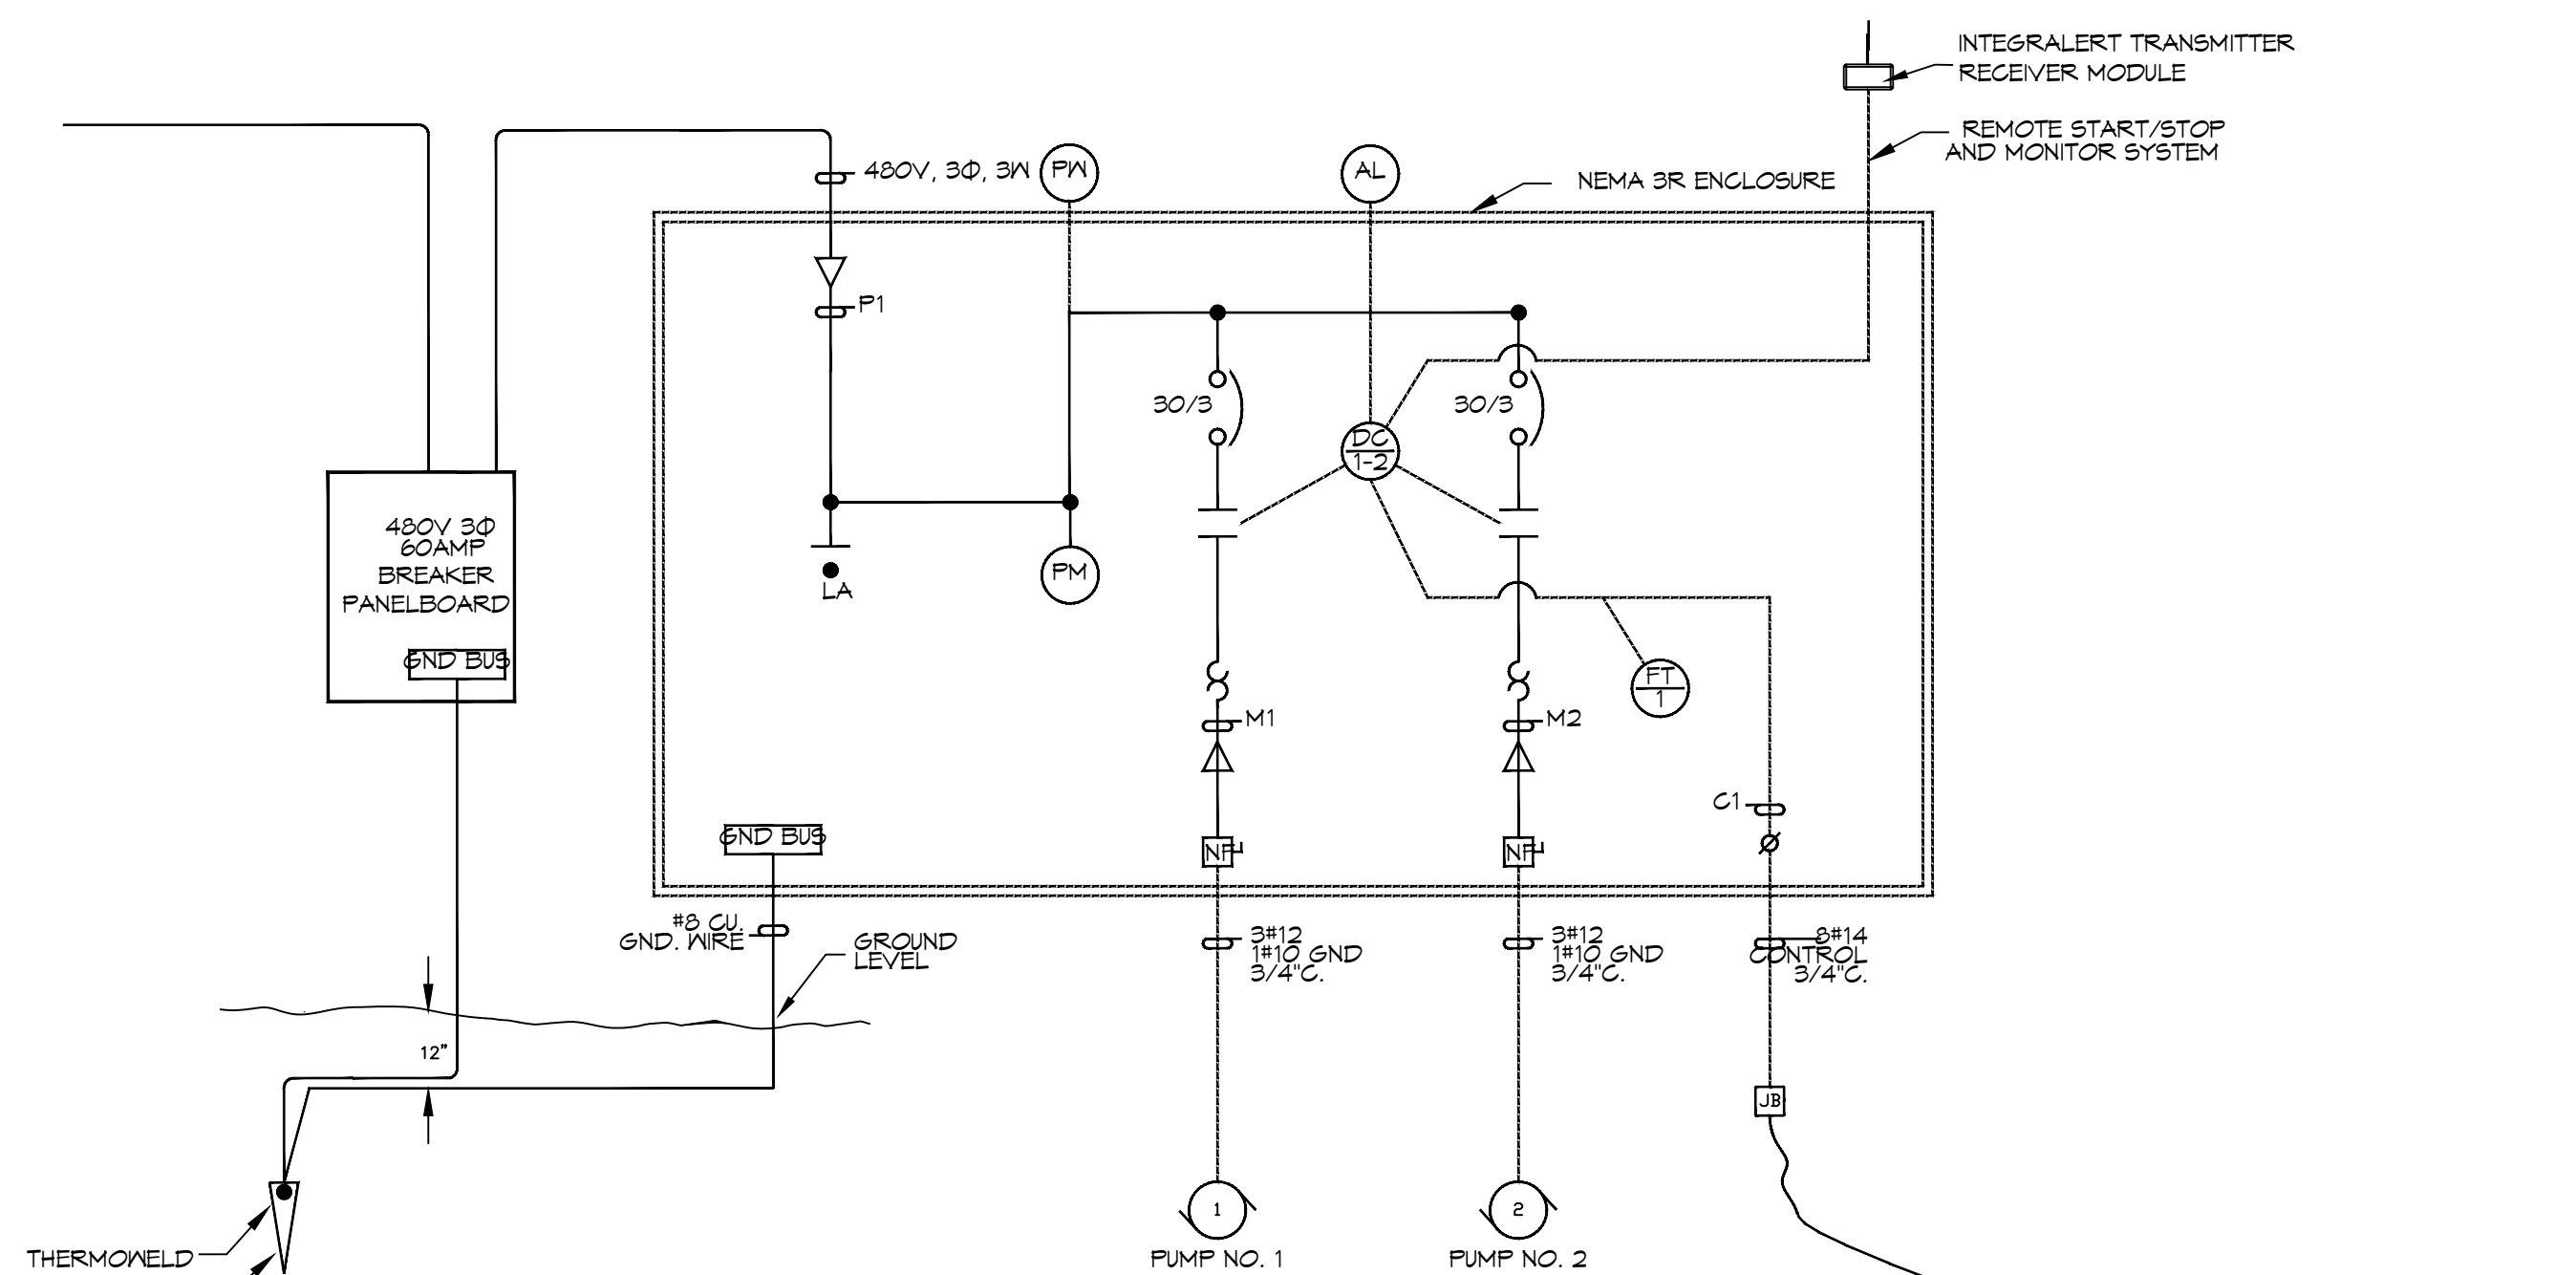 INTEGRALERT TRANSMITTER
RECEIVER MODULE
REMOTE START/STOP
AND MONITOR SYSTEM
480V, 3Φ, 3W
PW
AL
NEMA 3R ENCLOSURE
P1
30/3
30/3
DC
1-2
480V 3Φ
60AMP
BREAKER
PANELBOARD
GND BUS
LA
PM
FT
1
M1
M2
C1
GND BUS
NF
NF
#8 CU.
GND. WIRE
GROUND
LEVEL
3#12
1#10 GND
3/4"C.
3#12
1#10 GND
3/4"C.
8#14
CONTROL
3/4"C.
12"
JB
1
2
THERMOWELD
PUMP NO. 1
PUMP NO. 2